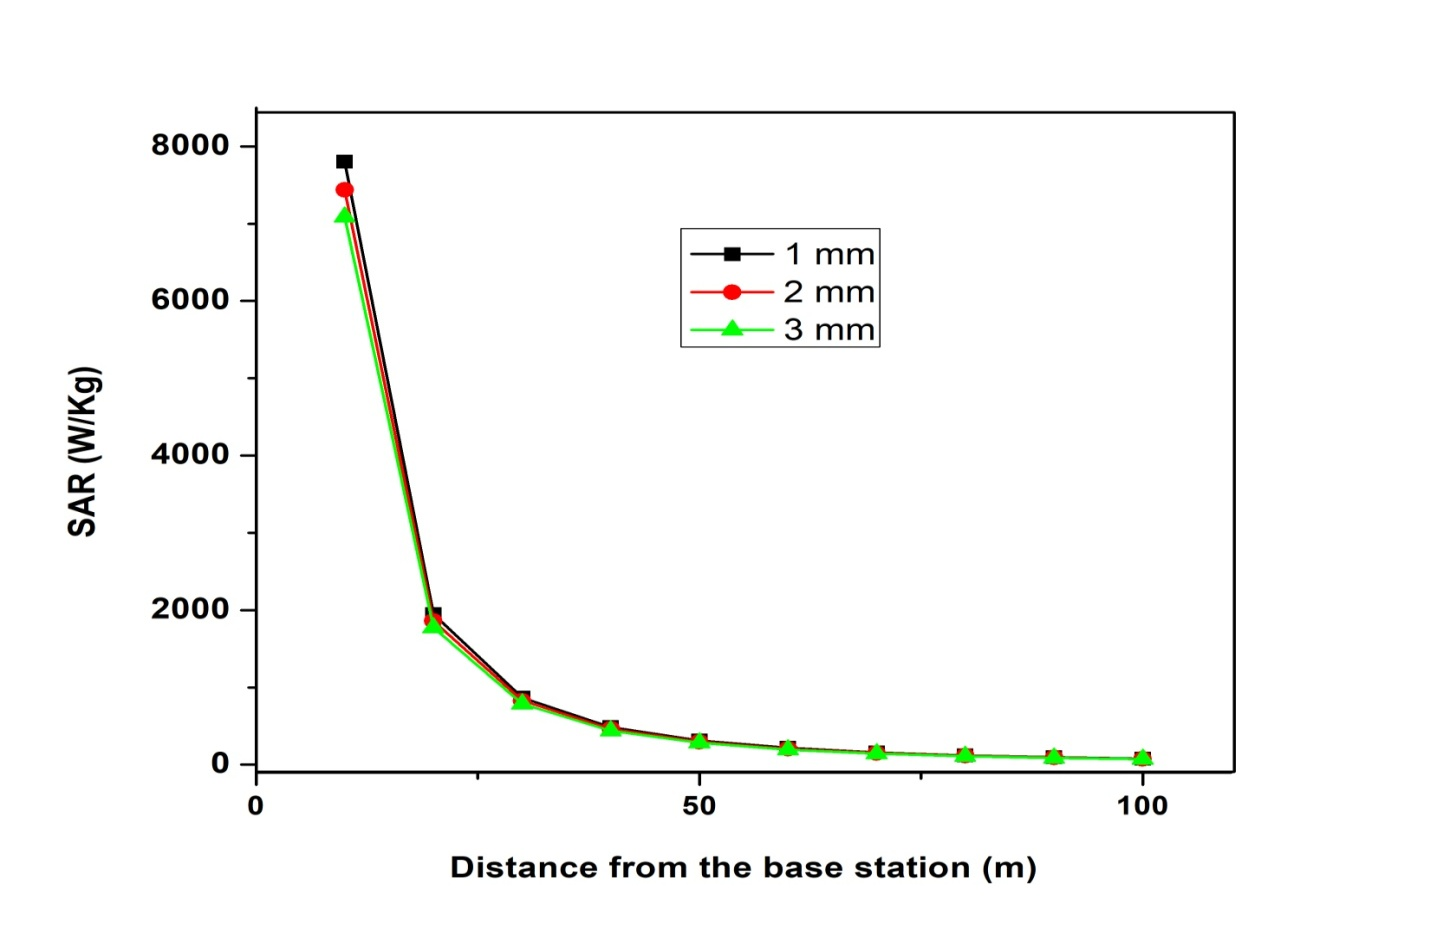 8000
6000
4000
2000
0
SAR (W/Kg)
1 mm
2 mm
3 mm
0 50 100
Distance from the base station (m)